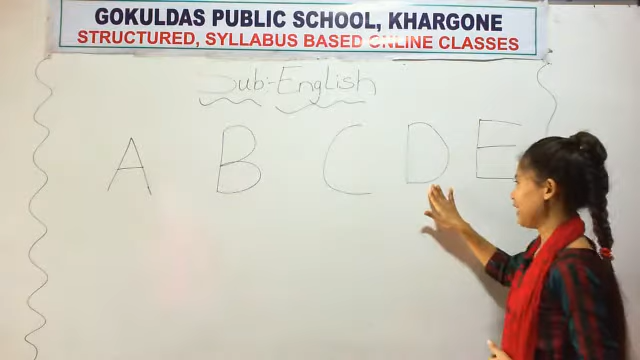 GOKULDAS PUBLIC SCHOOL, KHARGONE
STRUCTURED, SYLLABUS BASED ONLINE CLASSES
Sub:-English
A B C D E